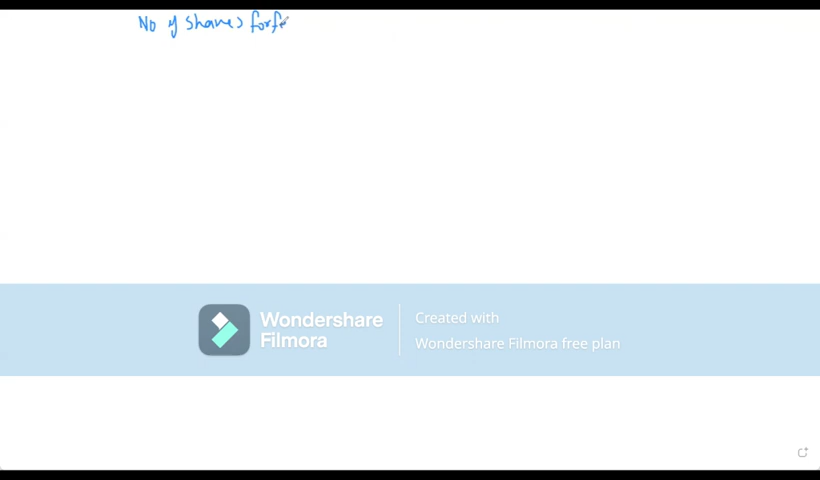 No of shares forfe
Wondershare
Filmora
Created with
Wondershare Filmora free plan